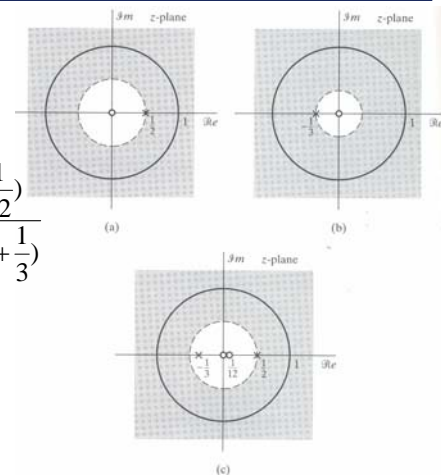 𝓘m z-plane
𝓘m z-plane
1/2
1
ℛe
-1/3
1
ℛe
(a)
(b)
1/2)
+ 1/3)
𝓘m z-plane
-1/3
1/12
1/2
1
ℛe
(c)